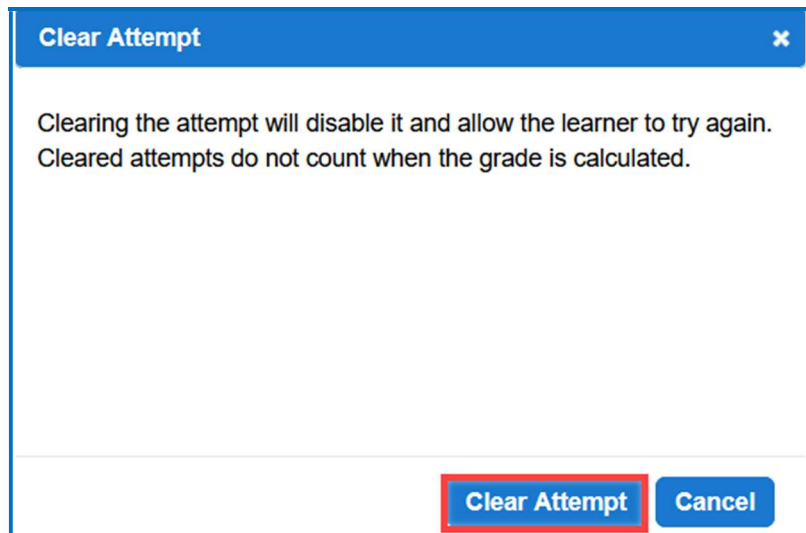 Clear Attempt
Clearing the attempt will disable it and allow the learner to try again.
Cleared attempts do not count when the grade is calculated.
Clear Attempt Cancel